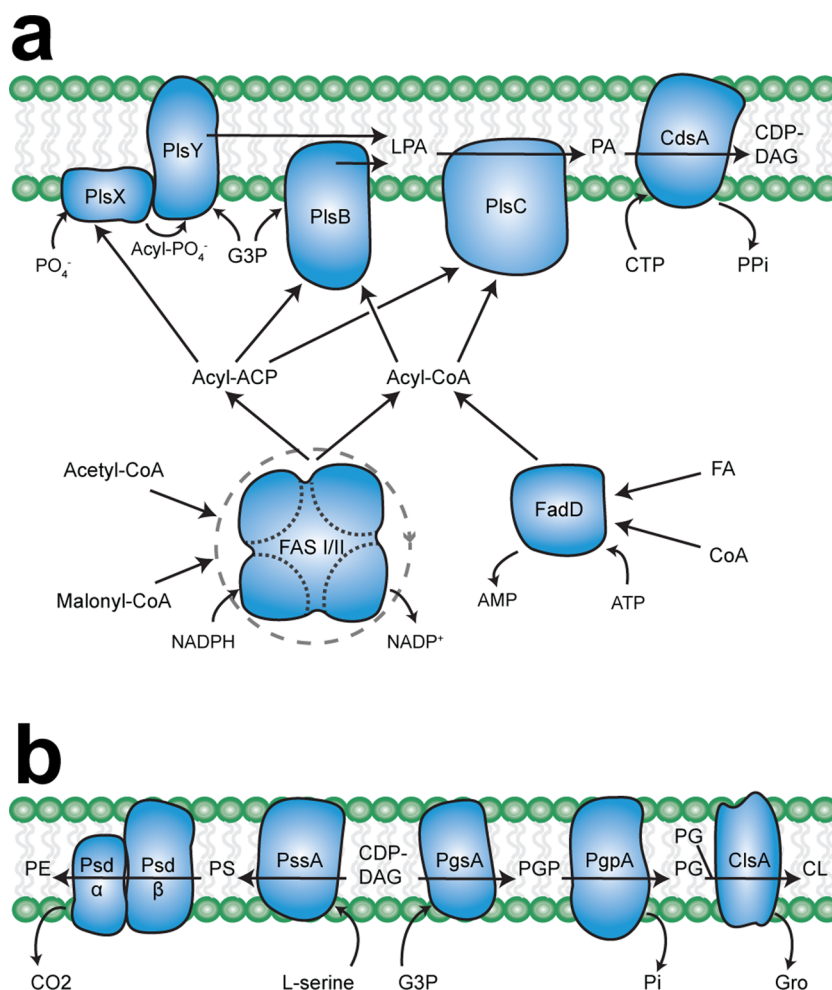 a
PlsY
LPA
PA
CdsA
CDP-
DAG
PlsX
PlsB
PlsC
PO4-
Acyl-PO4-
G3P
CTP
PPi
Acyl-ACP
Acyl-CoA
Acetyl-CoA
FA
FadD
FAS I/II
CoA
Malonyl-CoA
AMP
ATP
NADPH
NADP+
b
PE
Psd
α
Psd
β
PS
PssA
CDP-
DAG
PgsA
PGP
PgpA
PG
PG
ClsA
CL
CO2
L-serine
G3P
Pi
Gro